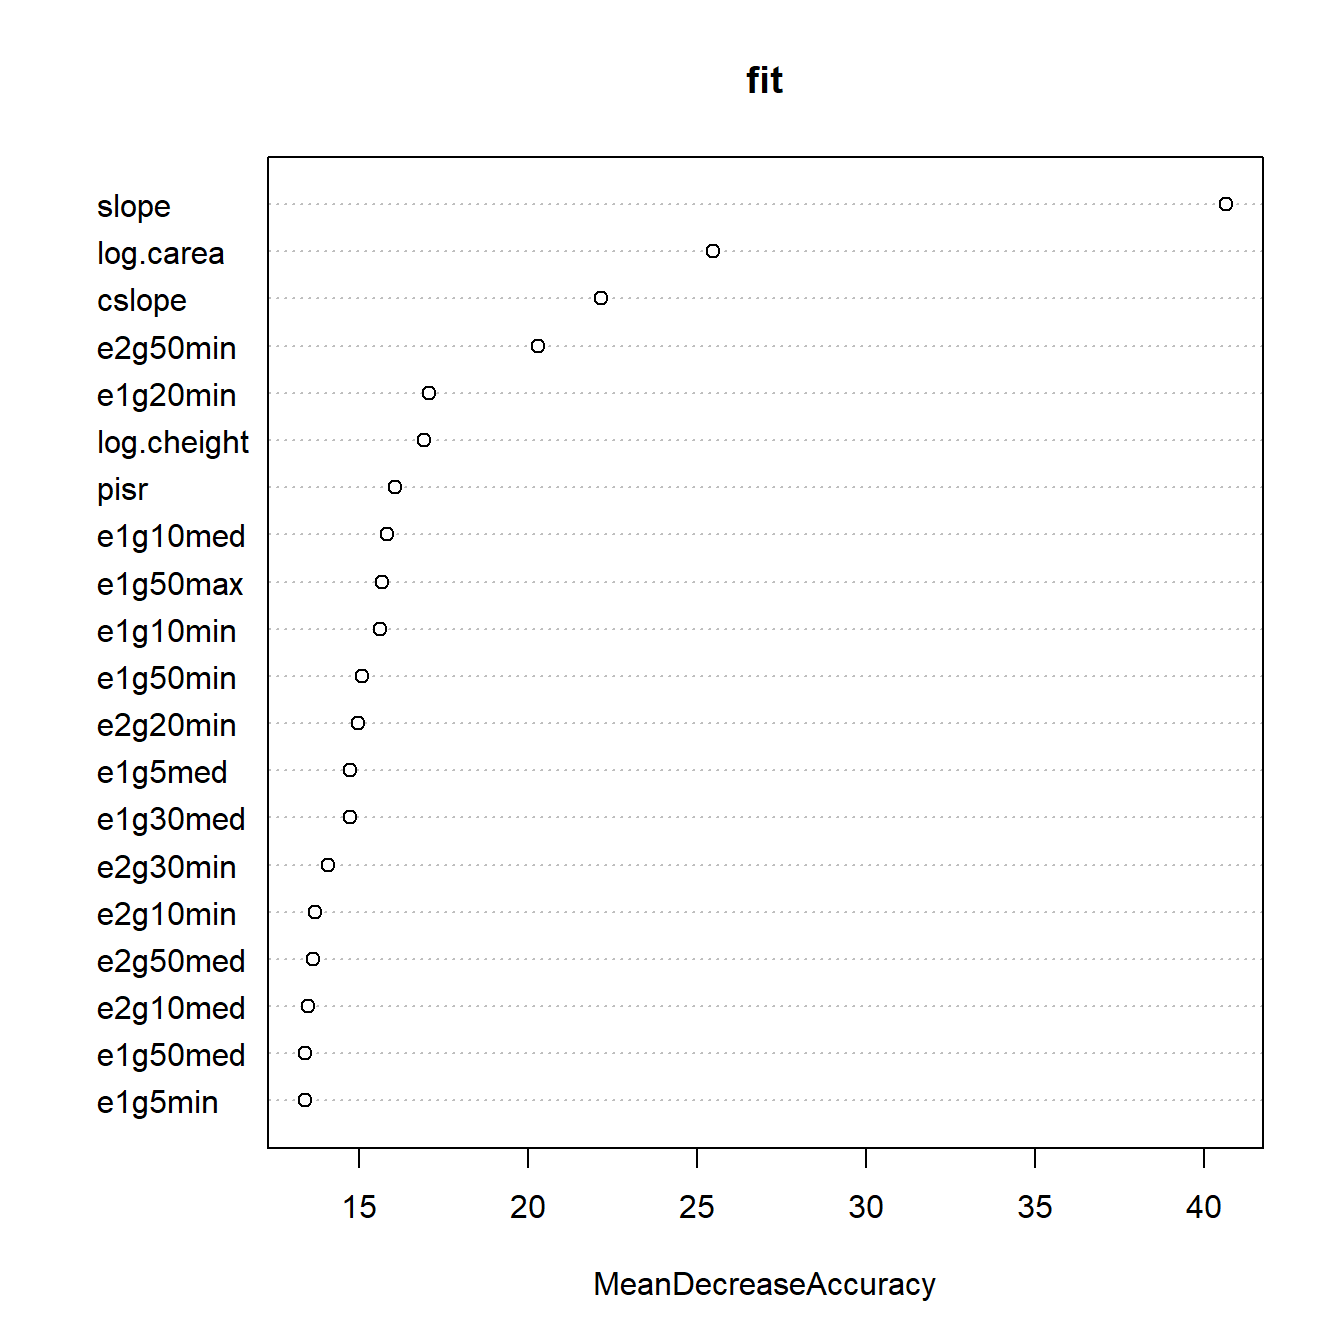 fit
slope
log.carea
cslope
e2g50min
e1g20min
log.cheight
pisr
e1g10med
e1g50max
e1g10min
e1g50min
e2g20min
e1g5med
e1g30med
e2g30min
e2g10min
e2g50med
e2g10med
e1g50med
e1g5min
15 20 25 30 35 40
MeanDecreaseAccuracy